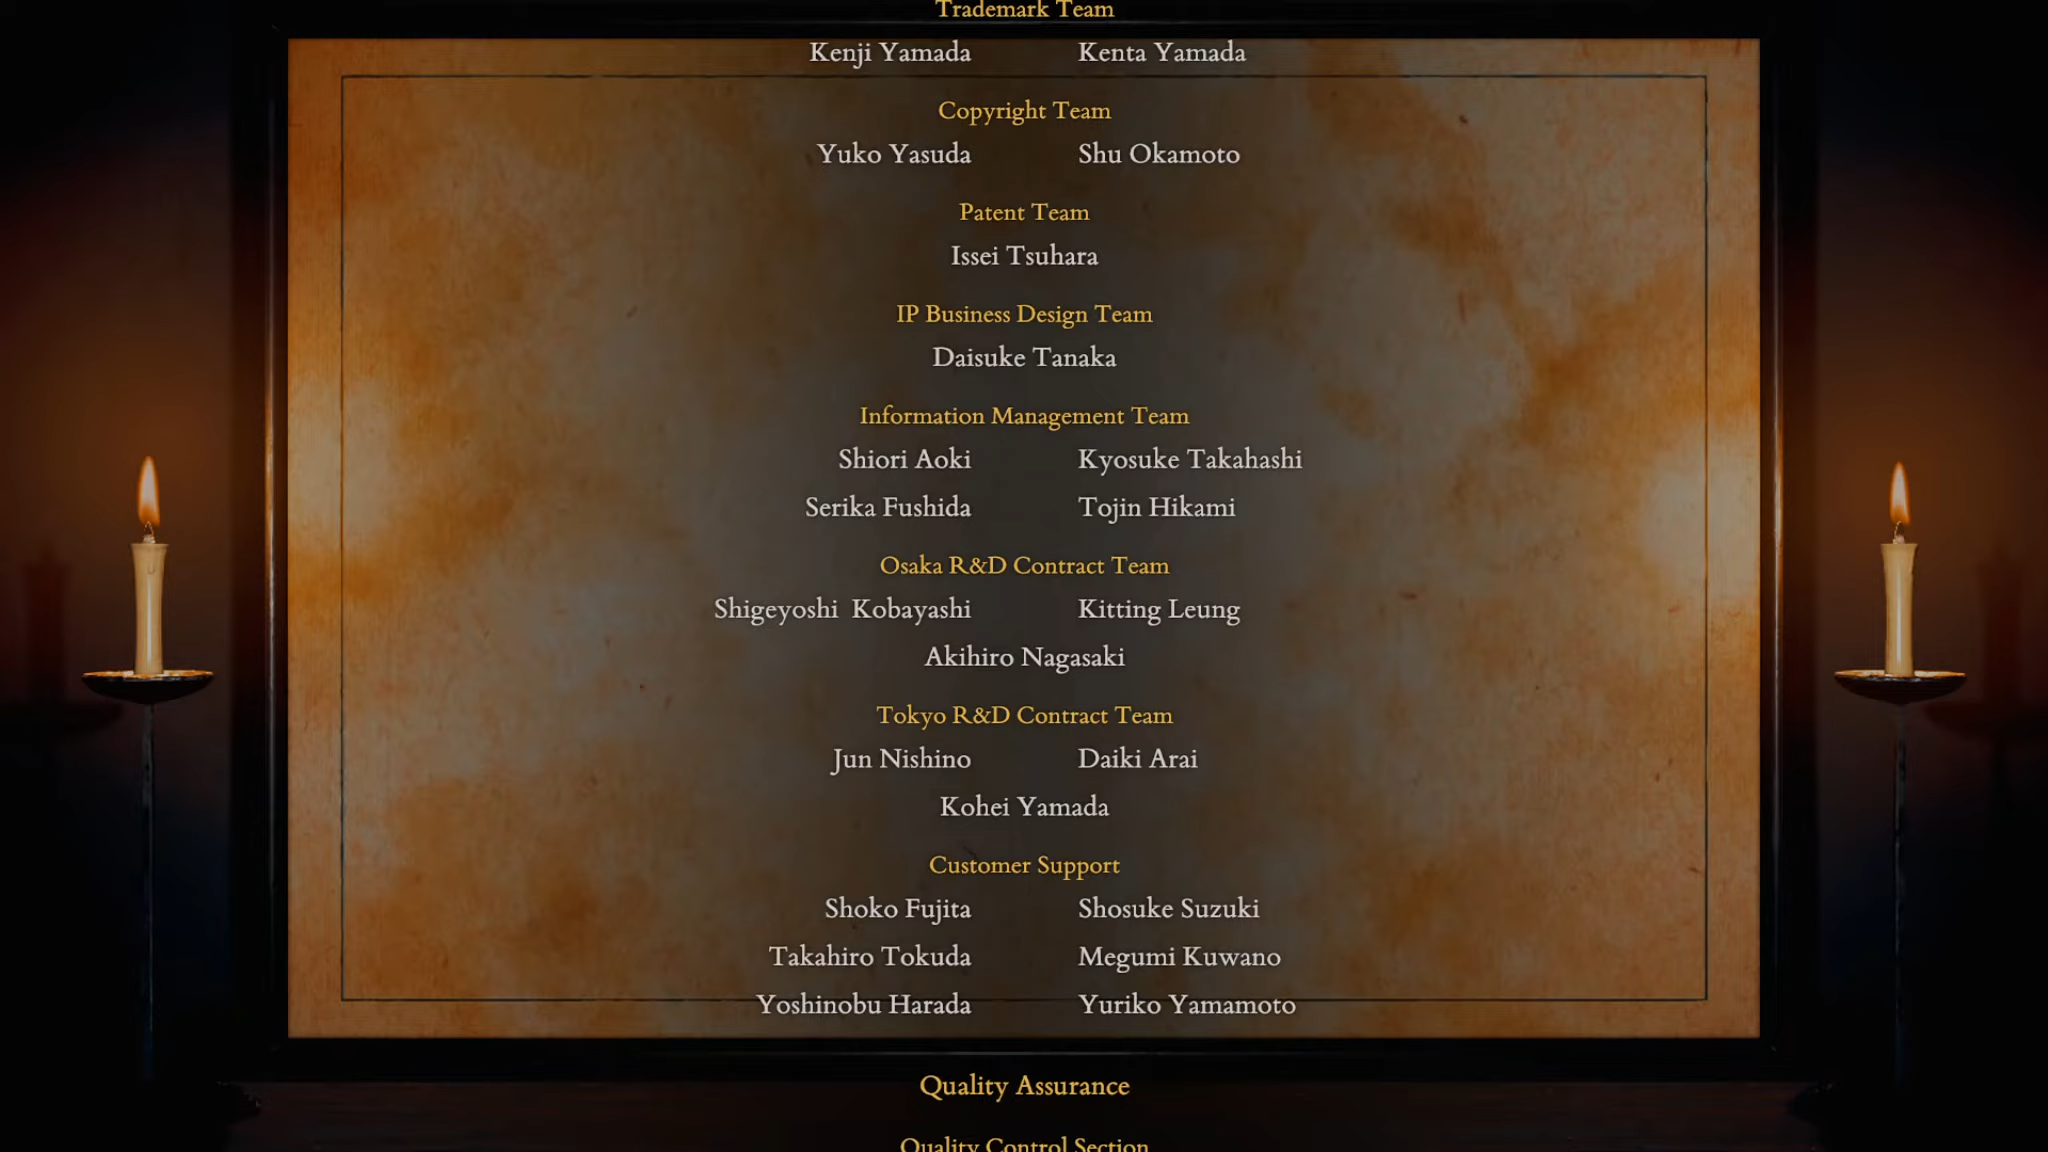 Trademark Team
Kenji Yamada Kenta Yamada
Copyright Team
Yuko Yasuda Shu Okamoto
Patent Team
Issei Tsuhara
IP Business Design Team
Daisuke Tanaka
Information Management Team
Shiori Aoki Kyosuke Takahashi
Serika Fushida Tojin Hikami
Osaka R&D Contract Team
Shigeyoshi Kobayashi Kitting Leung
Akihiro Nagasaki
Tokyo R&D Contract Team
Jun Nishino Daiki Arai
Kohei Yamada
Customer Support
Shoko Fujita Shosuke Suzuki
Takahiro Tokuda Megumi Kuwano
Yoshinobu Harada Yuriko Yamamoto
Quality Assurance
Quality Control Section